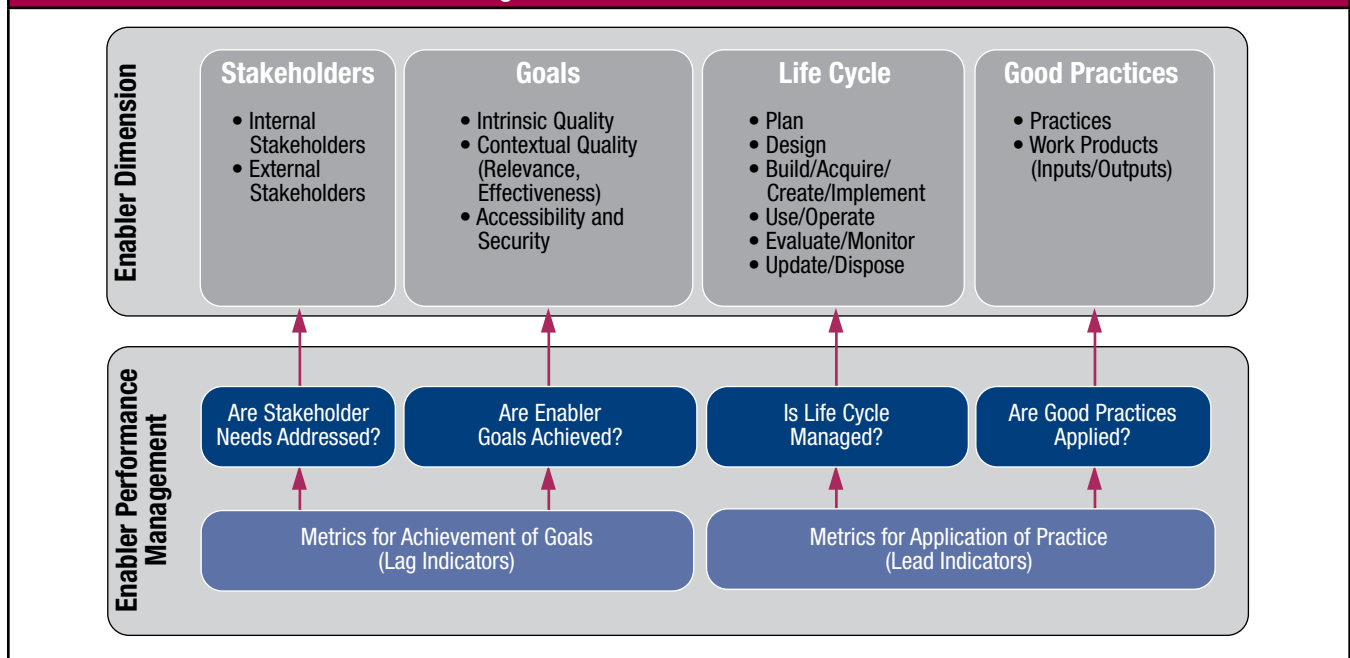 Enabler Dimension
Stakeholders
• Internal
Stakeholders
• External
Stakeholders
Goals
• Intrinsic Quality
• Contextual Quality
(Relevance,
Effectiveness)
• Accessibility and
Security
Life Cycle
• Plan
• Design
• Build/Acquire/
Create/Implement
• Use/Operate
• Evaluate/Monitor
• Update/Dispose
Good Practices
• Practices
• Work Products
(Inputs/Outputs)
Enabler Performance
Management
Are Stakeholder
Needs Addressed?
Are Enabler
Goals Achieved?
Is Life Cycle
Managed?
Are Good Practices
Applied?
Metrics for Achievement of Goals
(Lag Indicators)
Metrics for Application of Practice
(Lead Indicators)